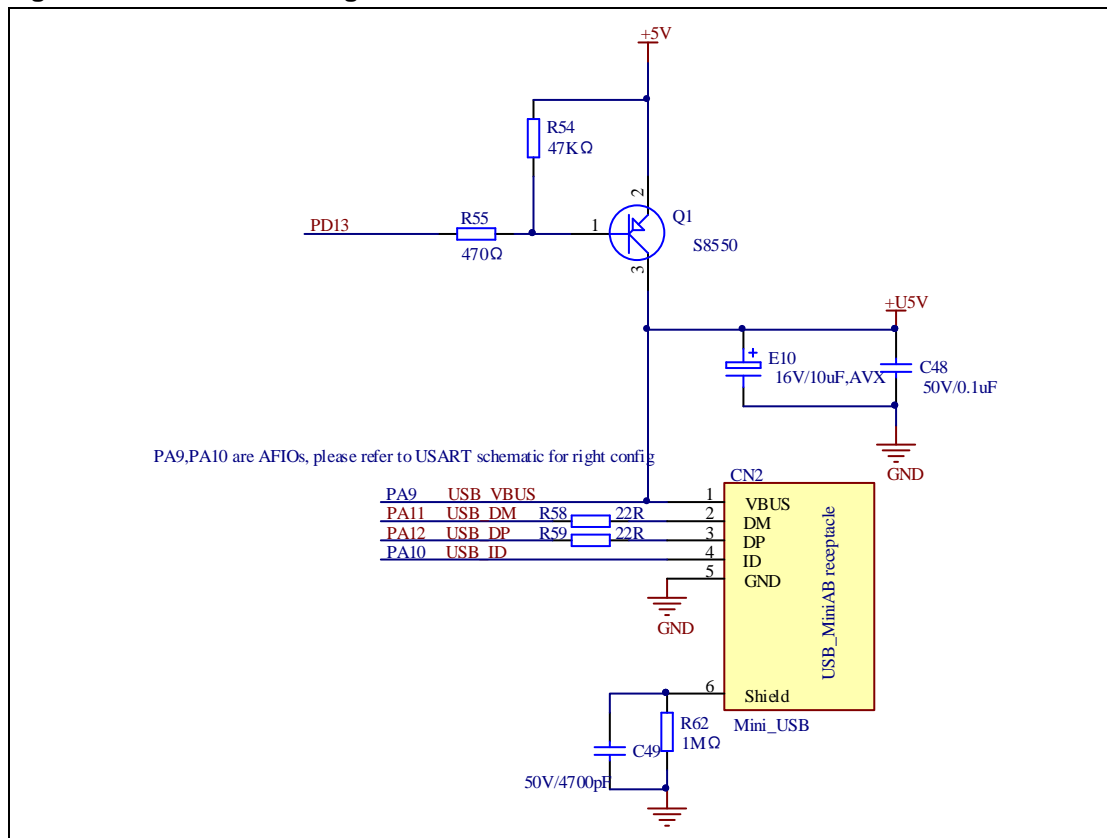 +5V
R54
47KΩ
2
Q1
PD13
R55
1
S8550
470Ω
3
+U5V
E10
16V/10uF,AVX
C48
50V/0.1uF
PA9,PA10 are AFIOs, please refer to USART schematic for right config
GND
CN2
PA9 USB_VBUS 1 VBUS
PA11 USB_DM R58 22R 2 DM
PA12 USB_DP R59 22R 3 DP
PA10 USB_ID 4 ID
5 GND
GND
USB_MiniAB receptacle
6 Shield
R62
1MΩ
Mini_USB
C49
50V/4700pF